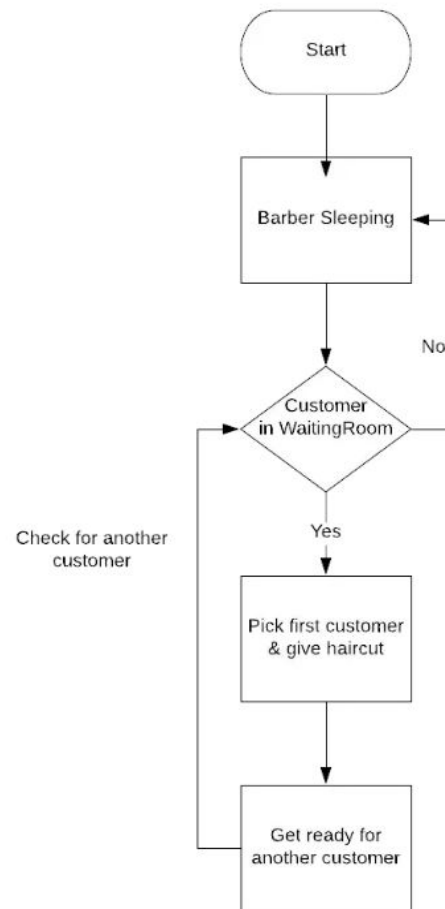 Start
Barber Sleeping
No
Customer
in WaitingRoom
Check for another
customer
Yes
Pick first customer
& give haircut
Get ready for
another customer